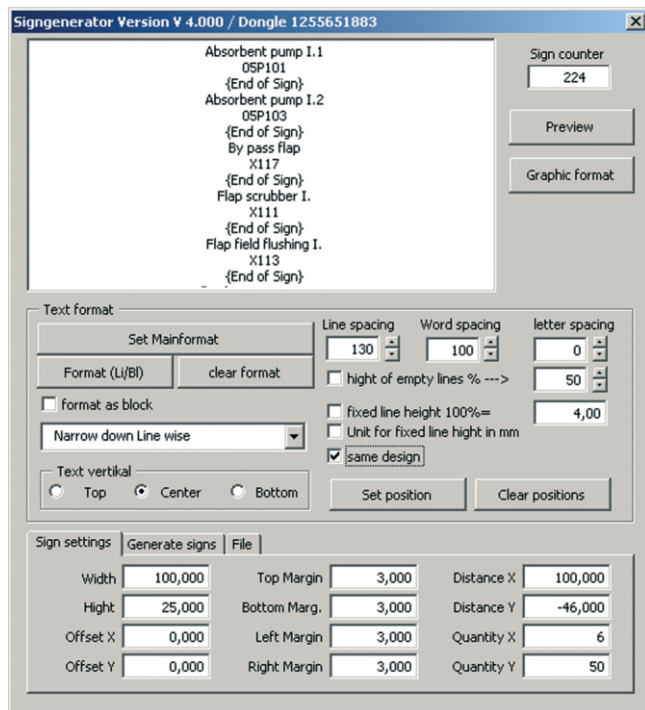 Signgenerator Version V 4.000 / Dongle 1255651883
Absorbent pump I.1
05P101
{End of Sign}
Absorbent pump I.2
05P103
{End of Sign}
By pass flap
X117
{End of Sign}
Flap scrubber I.
X111
{End of Sign}
Flap field flushing I.
X113
{End of Sign}
Sign counter
224
Preview
Graphic format
Text format
Set Mainformat
Format (Li/Bl)
clear format
format as block
Narrow down Line wise
Text vertikal
Top Center Bottom
Line spacing Word spacing letter spacing
130 100 0
hight of empty lines % ---> 50
fixed line height 100%= 4,00
Unit for fixed line hight in mm
same design
Set position Clear positions
Sign settings Generate signs File
Width 100,000 Top Margin 3,000 Distance X 100,000
Hight 25,000 Bottom Marg. 3,000 Distance Y -46,000
Offset X 0,000 Left Margin 3,000 Quantity X 6
Offset Y 0,000 Right Margin 3,000 Quantity Y 50